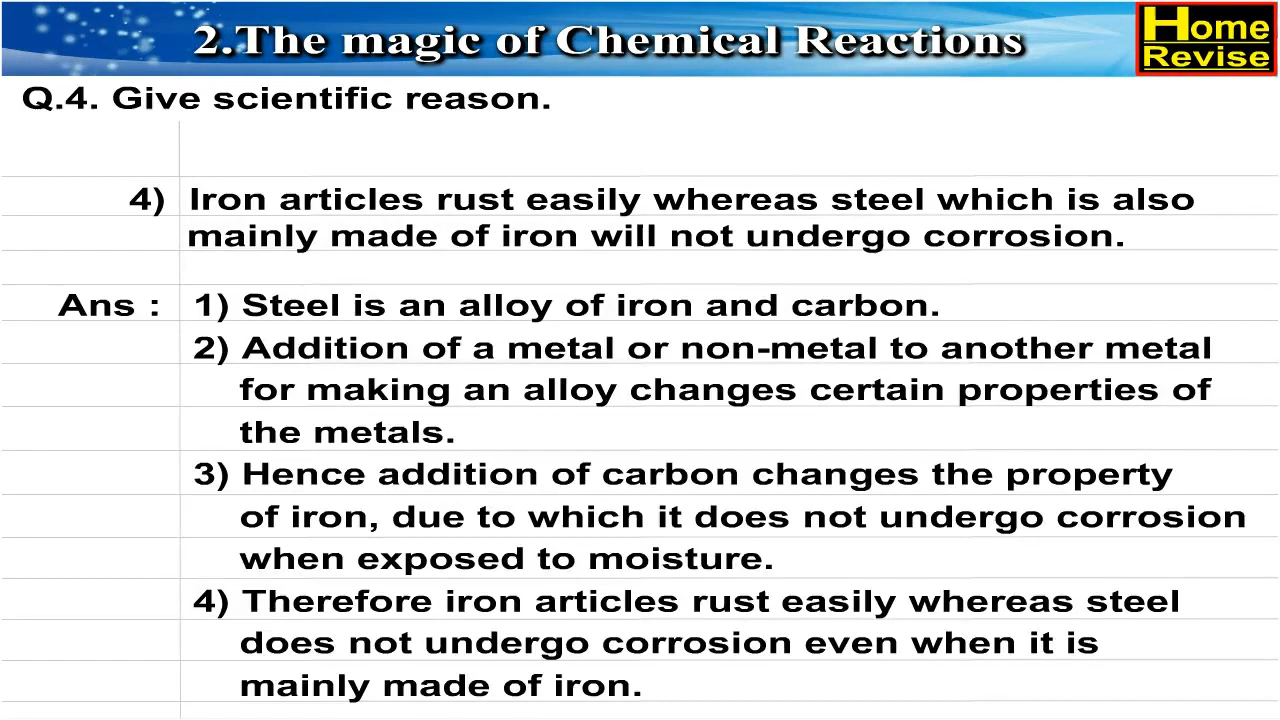 2.The magic of Chemical Reactions
Home
Revise
Q.4. Give scientific reason.
4) Iron articles rust easily whereas steel which is also
mainly made of iron will not undergo corrosion.
Ans : 1) Steel is an alloy of iron and carbon.
2) Addition of a metal or non-metal to another metal
for making an alloy changes certain properties of
the metals.
3) Hence addition of carbon changes the property
of iron, due to which it does not undergo corrosion
when exposed to moisture.
4) Therefore iron articles rust easily whereas steel
does not undergo corrosion even when it is
mainly made of iron.